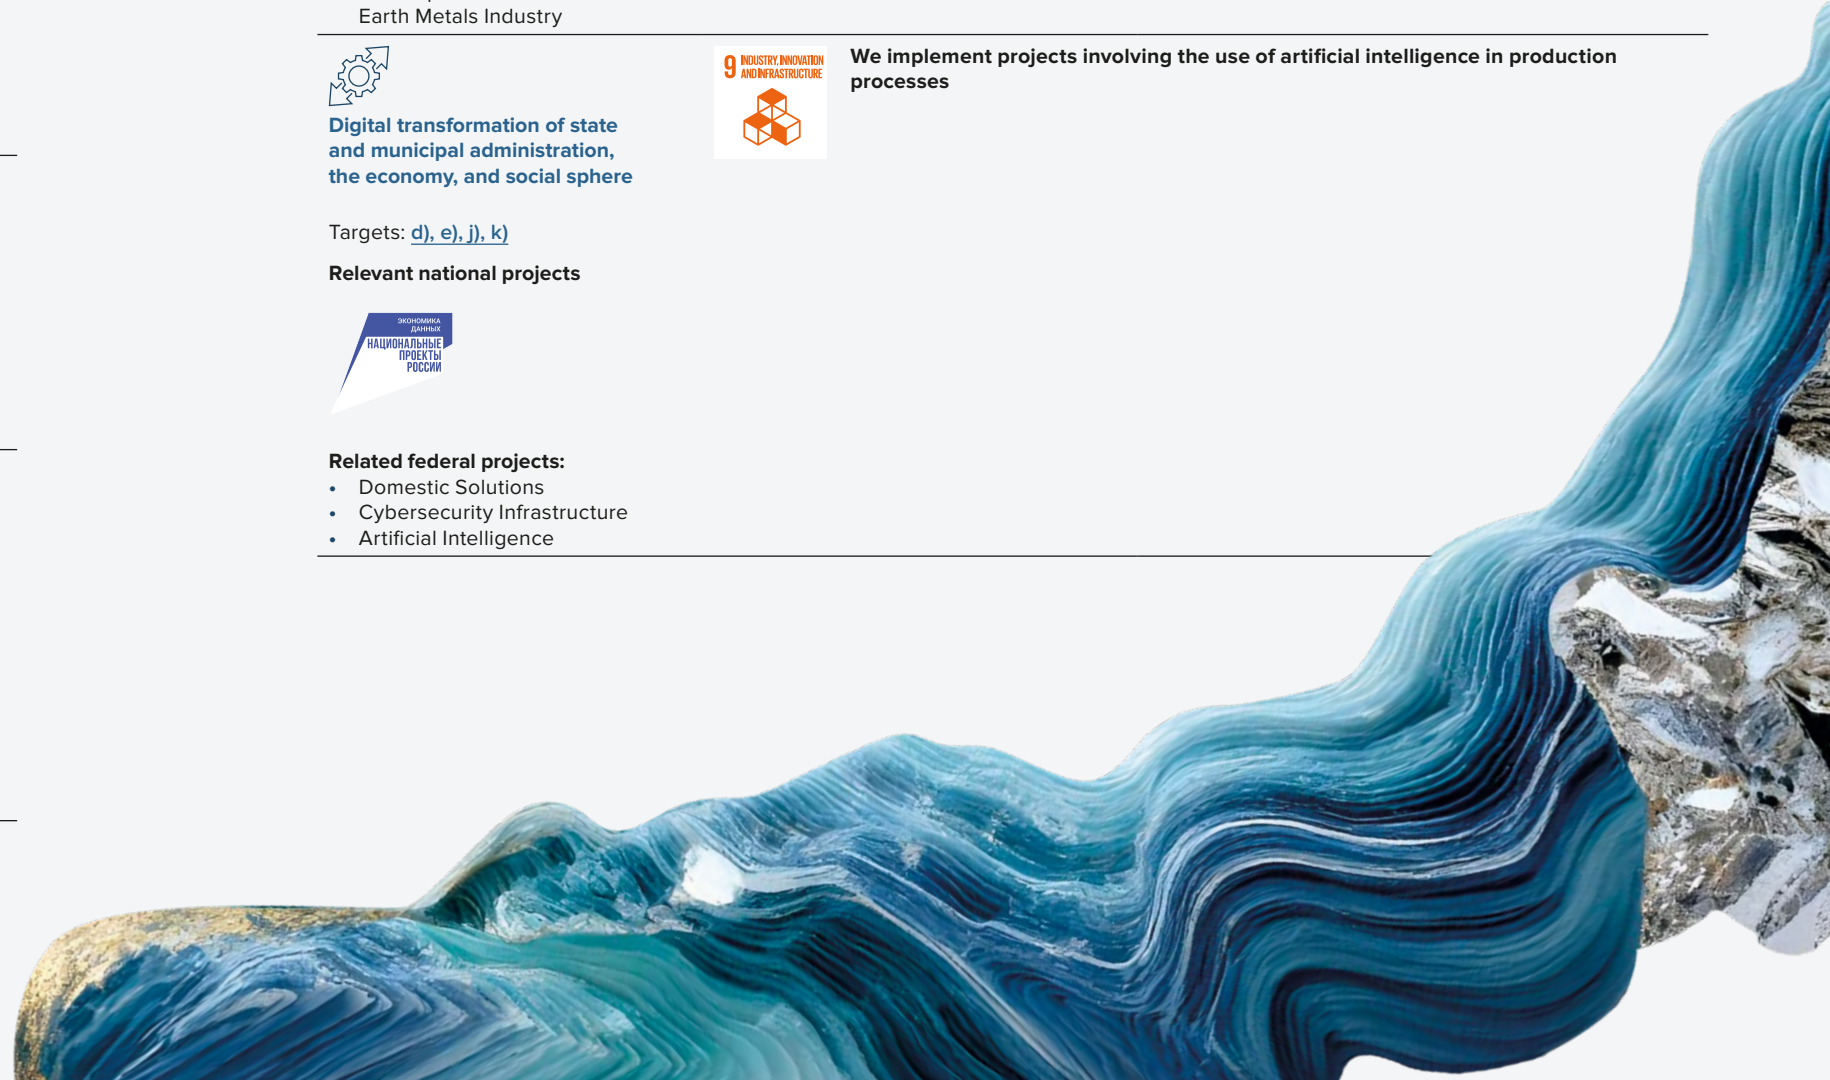 Earth Metals Industry
Digital transformation of state
and municipal administration,
the economy, and social sphere
Targets: d), e), j), k)
Relevant national projects
ЭКОНОМИКА
ДАННЫХ
НАЦИОНАЛЬНЫЕ
ПРОЕКТЫ
РОССИИ
Related federal projects:
• Domestic Solutions
• Cybersecurity Infrastructure
• Artificial Intelligence
9 INDUSTRY, INNOVATION
AND INFRASTRUCTURE
We implement projects involving the use of artificial intelligence in production
processes